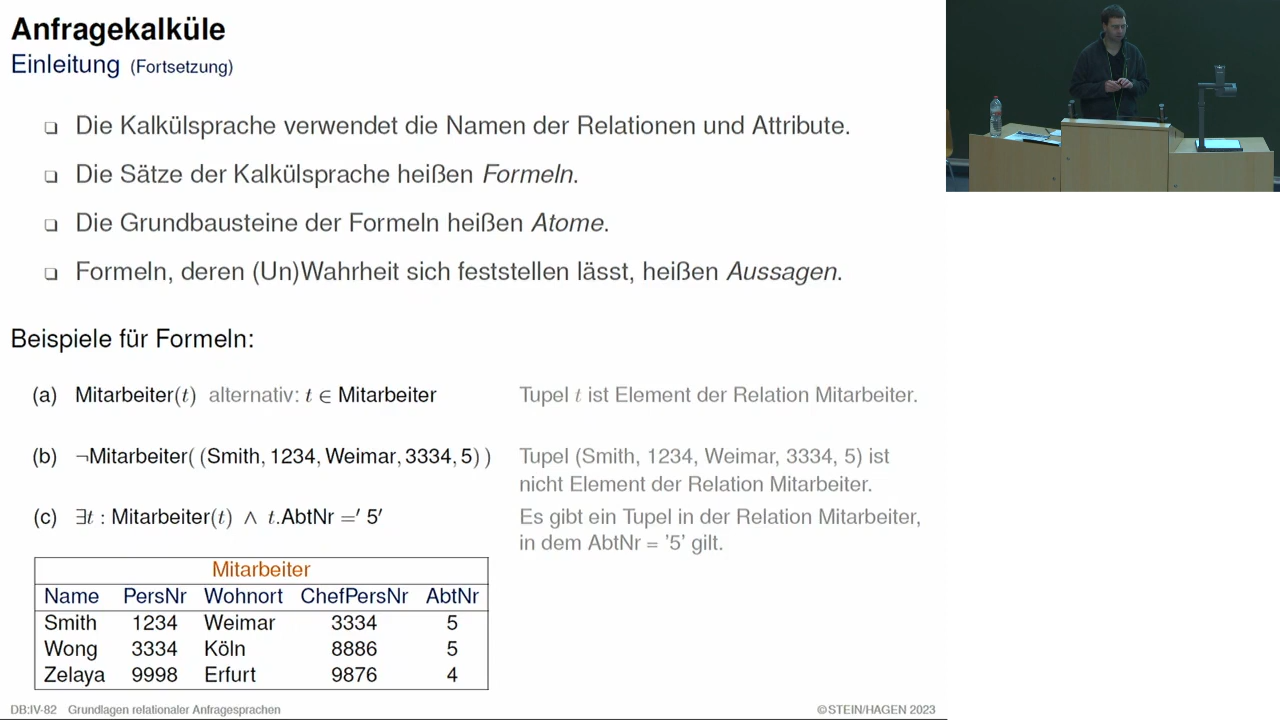 Anfragekalküle
Einleitung (Fortsetzung)
❑ Die Kalkülsprache verwendet die Namen der Relationen und Attribute.
❑ Die Sätze der Kalkülsprache heißen Formeln.
❑ Die Grundbausteine der Formeln heißen Atome.
❑ Formeln, deren (Un)Wahrheit sich feststellen lässt, heißen Aussagen.
Beispiele für Formeln:
(a) Mitarbeiter(t) alternativ: t ∈ Mitarbeiter Tupel t ist Element der Relation Mitarbeiter.
(b) ¬Mitarbeiter( (Smith, 1234, Weimar, 3334, 5) ) Tupel (Smith, 1234, Weimar, 3334, 5) ist
nicht Element der Relation Mitarbeiter.
(c) ∃t : Mitarbeiter(t) ∧ t.AbtNr =′ 5′ Es gibt ein Tupel in der Relation Mitarbeiter,
in dem AbtNr = '5' gilt.
Mitarbeiter
Name PersNr Wohnort ChefPersNr AbtNr
Smith 1234 Weimar 3334 5
Wong 3334 Köln 8886 5
Zelaya 9998 Erfurt 9876 4
DB:IV-82 Grundlagen relationaler Anfragesprachen ©STEIN/HAGEN 2023